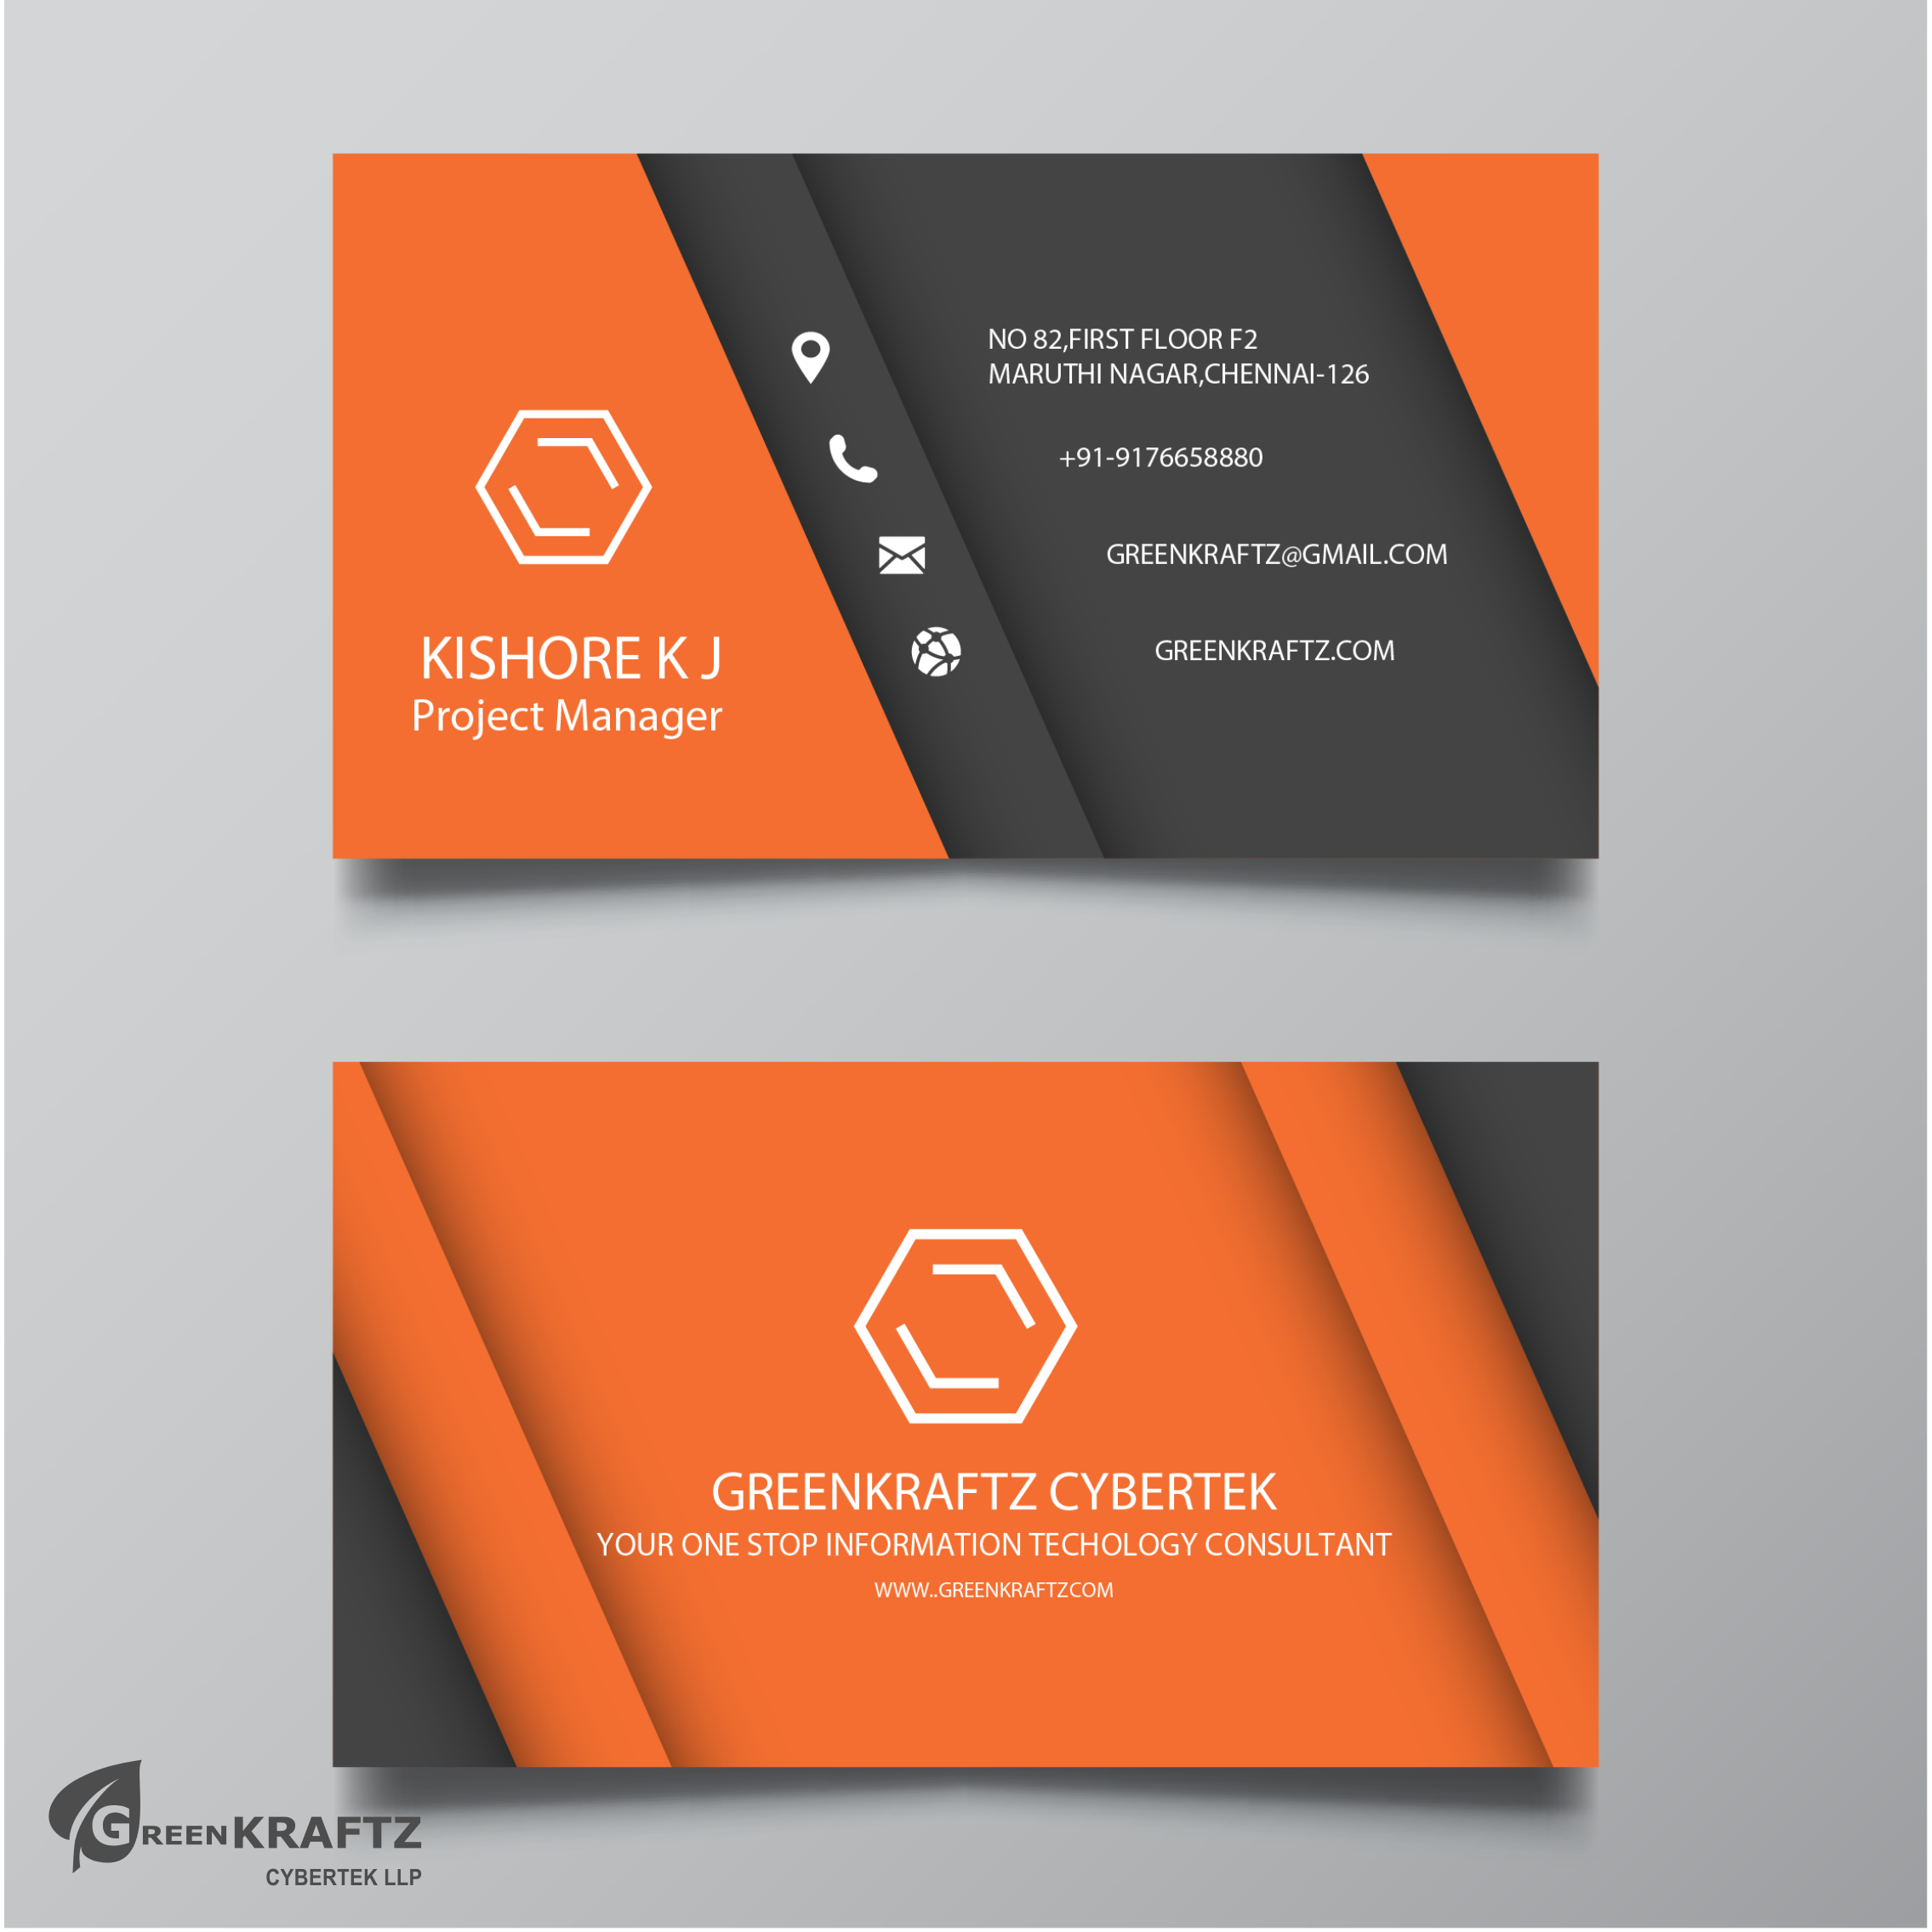 NO 82,FIRST FLOOR F2
MARUTHI NAGAR,CHENNAI-126
+91-9176658880
GREENKRAFTZ@GMAIL.COM
GREENKRAFTZ.COM
KISHORE K J
Project Manager
GREENKRAFTZ CYBERTEK
YOUR ONE STOP INFORMATION TECHOLOGY CONSULTANT
WWW..GREENKRAFTZCOM
GREENKRAFTZ
CYBERTEK LLP